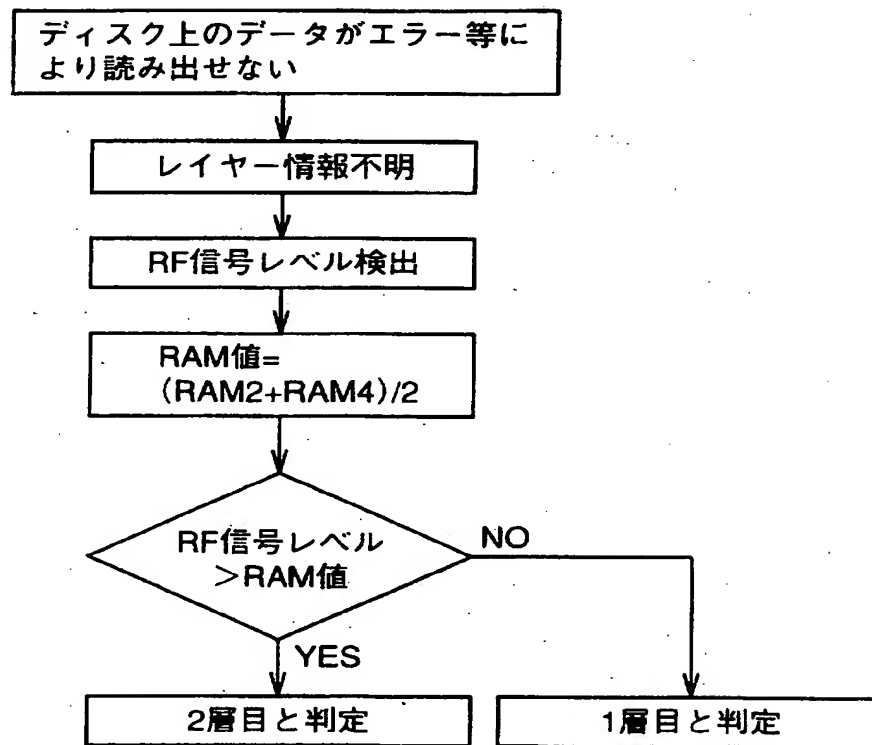 ディスク上のデータがエラー等に
より読み出せない
レイヤー情報不明
RF信号レベル検出
RAM値=
(RAM2+RAM4)/2
RF信号レベル
>RAM値
NO
YES
2層目と判定
1層目と判定